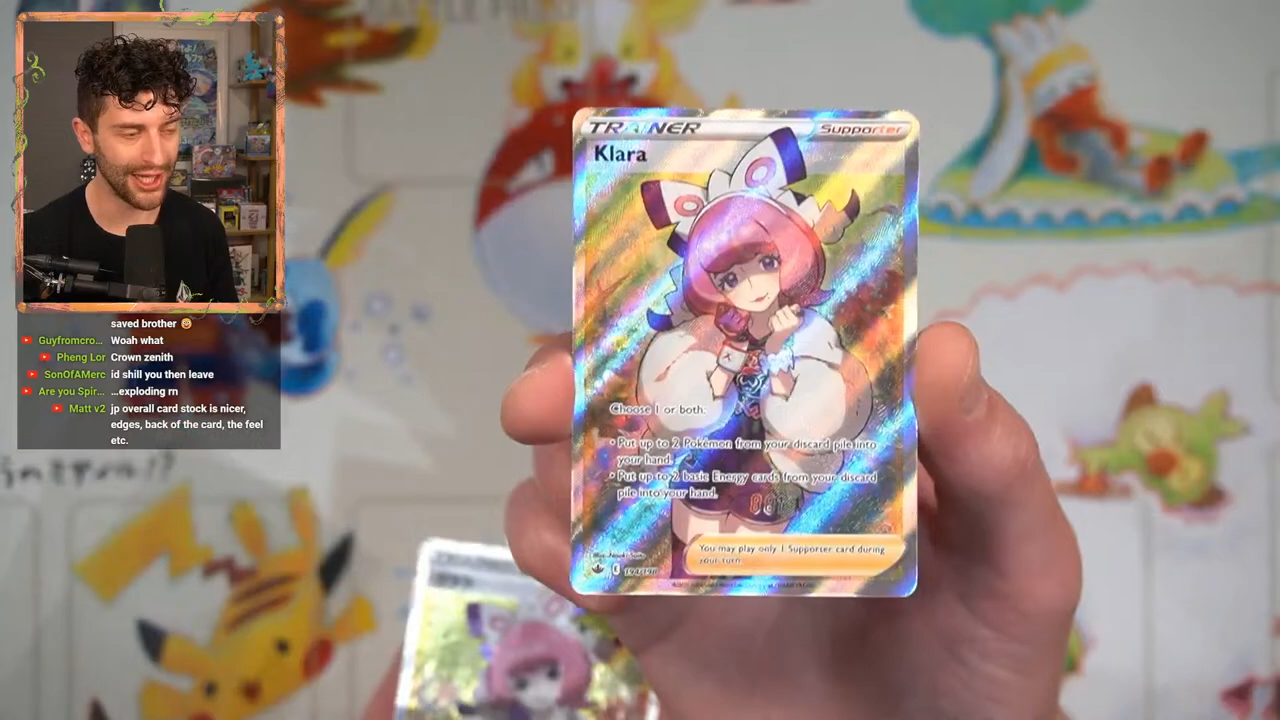 saved brother
Guyfromcro... Woah what
Pheng Lor Crown zenith
SonOfAMerc id shill you then leave
Are you Spir... ...exploding rn
Matt v2 jp overall card stock is nicer,
edges, back of the card, the feel
etc.
TRAINER Supporter
Klara
Choose 1 or both:
• Put up to 2 Pokémon from your discard pile into
your hand.
• Put up to 2 basic Energy cards from your discard
pile into your hand.
You may play only 1 Supporter card during
your turn.
194/198